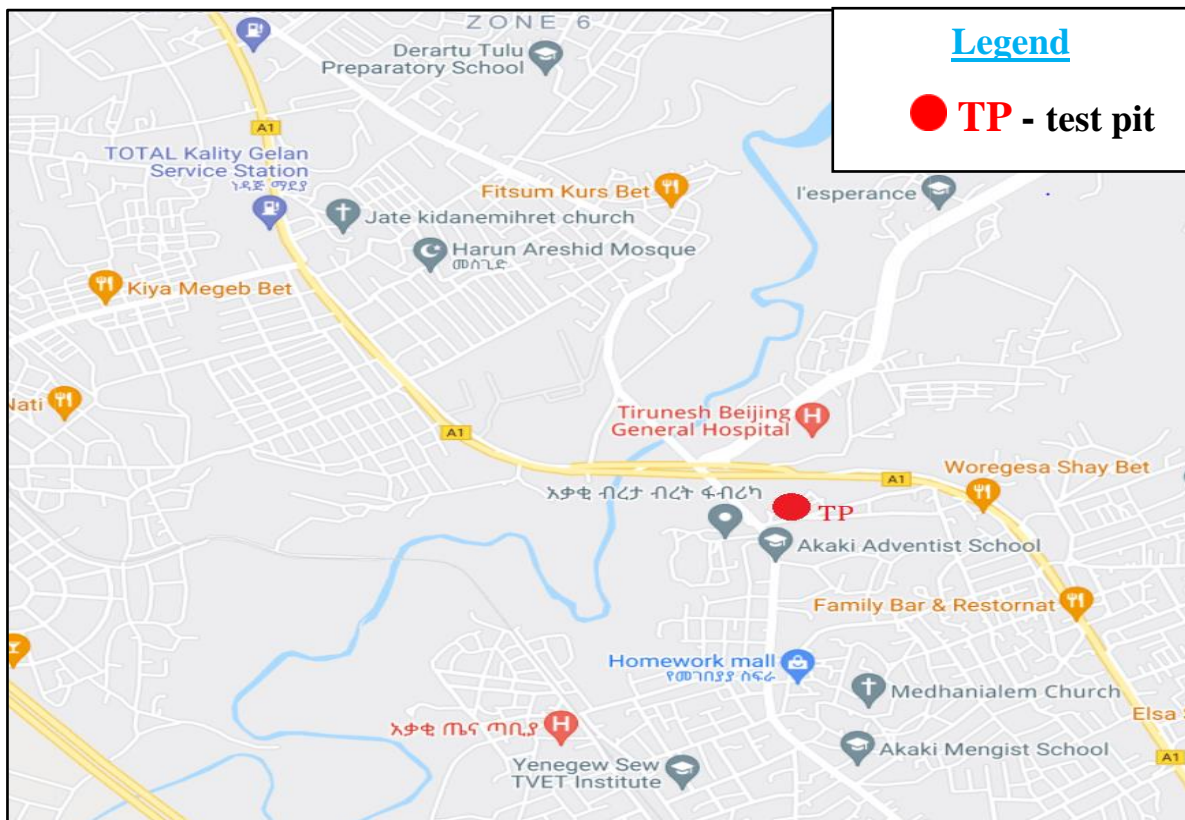 ZONE 6
Derartu Tulu
Preparatory School
Legend
TP - test pit
A1
TOTAL Kality Gelan
Service Station
ነዳጅ ማደያ
Fitsum Kurs Bet
l'esperance
Jate kidanemihret church
Harun Areshid Mosque
መስጊድ
Kiya Megeb Bet
Nati
Tirunesh Beijing
General Hospital
H
A1
Woregesa Shay Bet
A1
አቃቂ ብረታ ብረት ፋብሪካ
TP
Akaki Adventist School
Family Bar & Restornat
Homework mall
የመገበያያ ስፍራ
Medhanialem Church
Elsa
አቃቂ ጤና ጣቢያ
H
Akaki Mengist School
A1
Yenegew Sew
TVET Institute